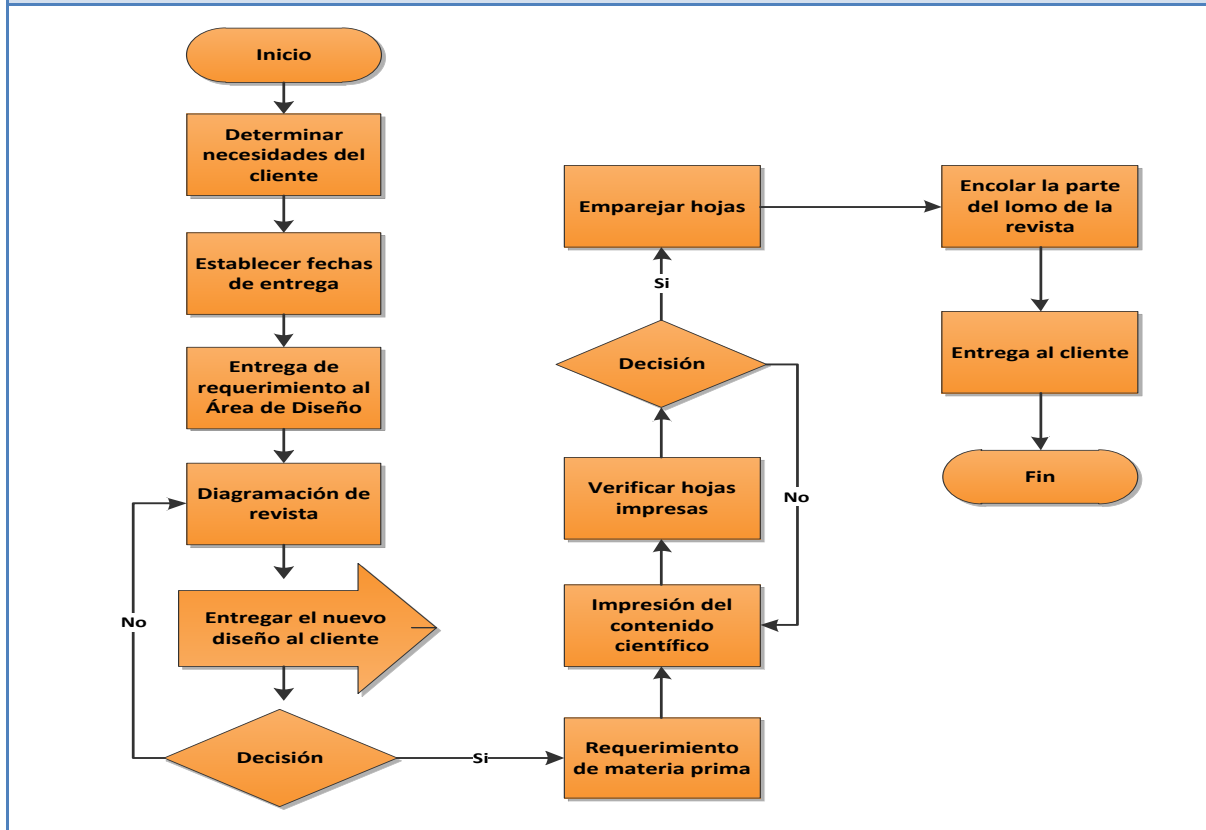 Inicio
Determinar
necesidades del
cliente
Establecer fechas
de entrega
Entrega de
requerimiento al
Área de Diseño
Diagramación de
revista
No
Entregar el nuevo
diseño al cliente
Decisión
Si
Requerimiento
de materia prima
Impresión del
contenido
científico
Verificar hojas
impresas
No
Decisión
Si
Emparejar hojas
Encolar la parte
del lomo de la
revista
Entrega al cliente
Fin